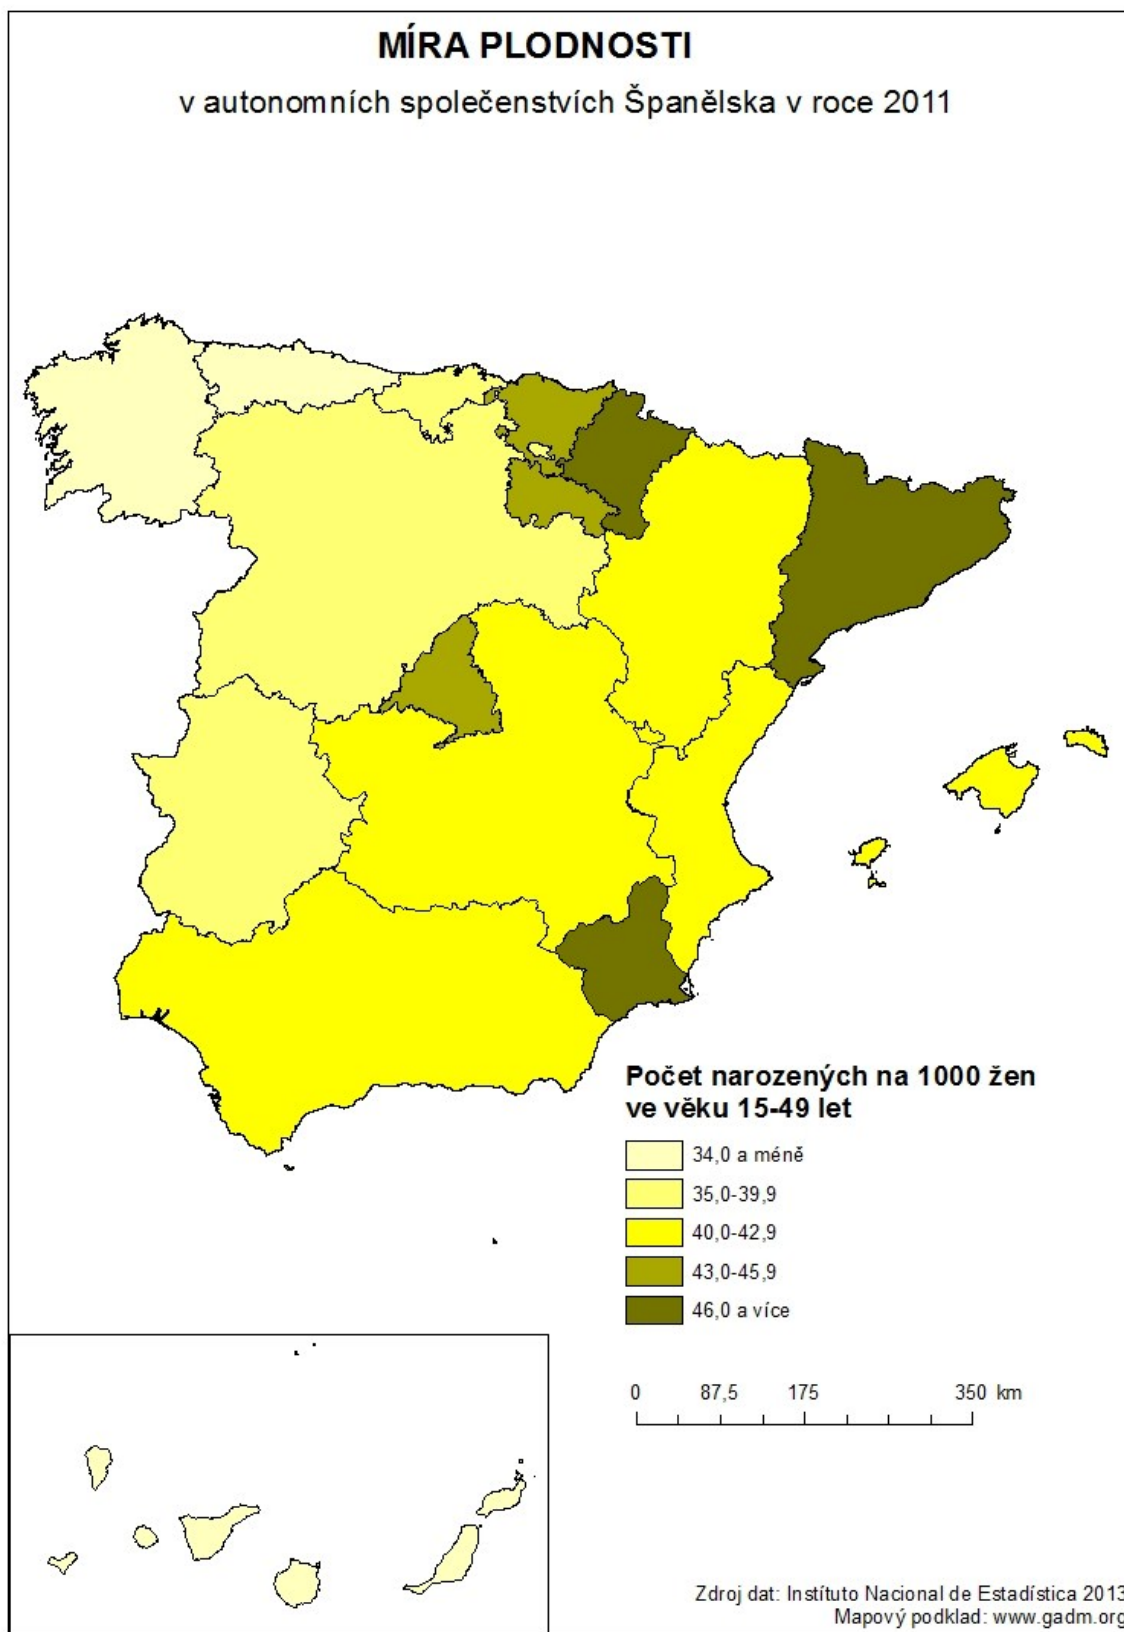 MÍRA PLODNOSTI
v autonomních společenstvích Španělska v roce 2011
Počet narozených na 1000 žen
ve věku 15-49 let
34,0 a méně
35,0-39,9
40,0-42,9
43,0-45,9
46,0 a více
0 87,5 175 350 km
Zdroj dat: Instítuto Nacional de Estadística 2013
Mapový podklad: www.gadm.org